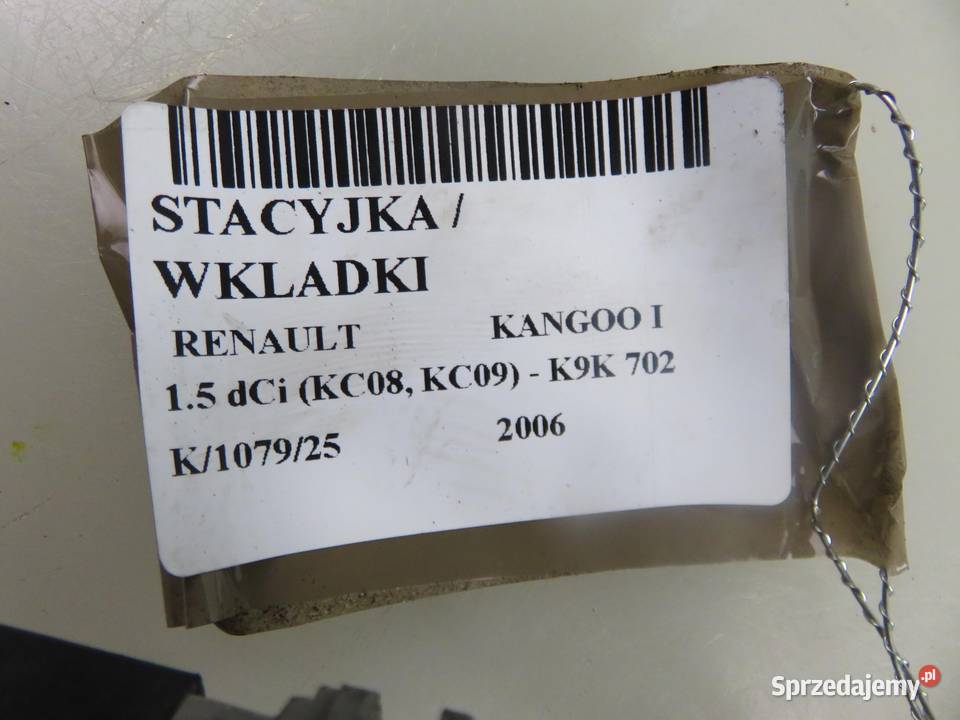 STACYJKA /
WKLADKI
RENAULT KANGOO I
1.5 dCi (KC08, KC09) - K9K 702
K/1079/25 2006
Sprzedajemy.pl